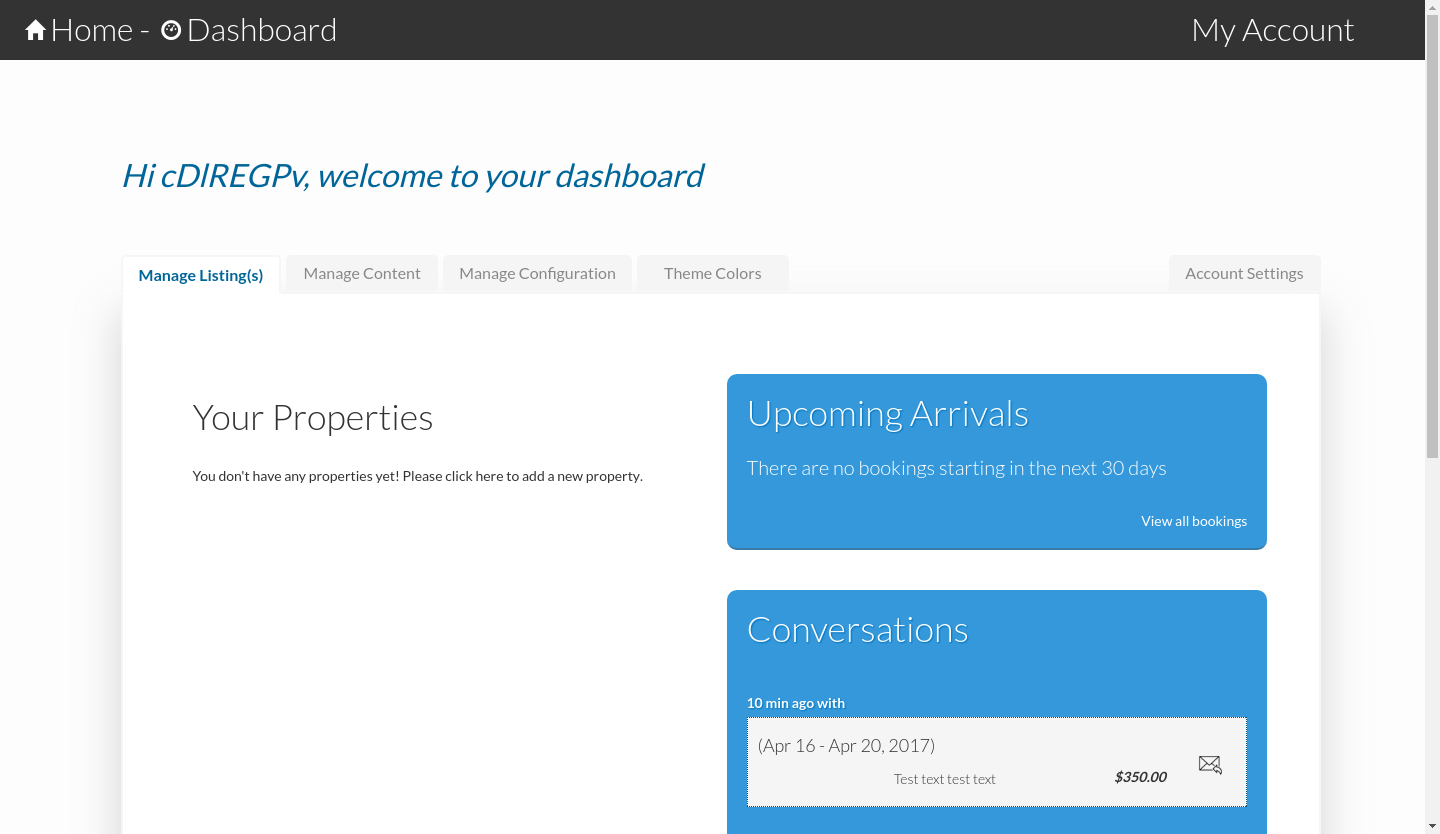 Home - Dashboard My Account
Hi cDlREGPv, welcome to your dashboard
Manage Listing(s) Manage Content Manage Configuration Theme Colors Account Settings
Your Properties
You don't have any properties yet! Please click here to add a new property.
Upcoming Arrivals
There are no bookings starting in the next 30 days
View all bookings
Conversations
10 min ago with
(Apr 16 - Apr 20, 2017)
Test text test text
$350.00